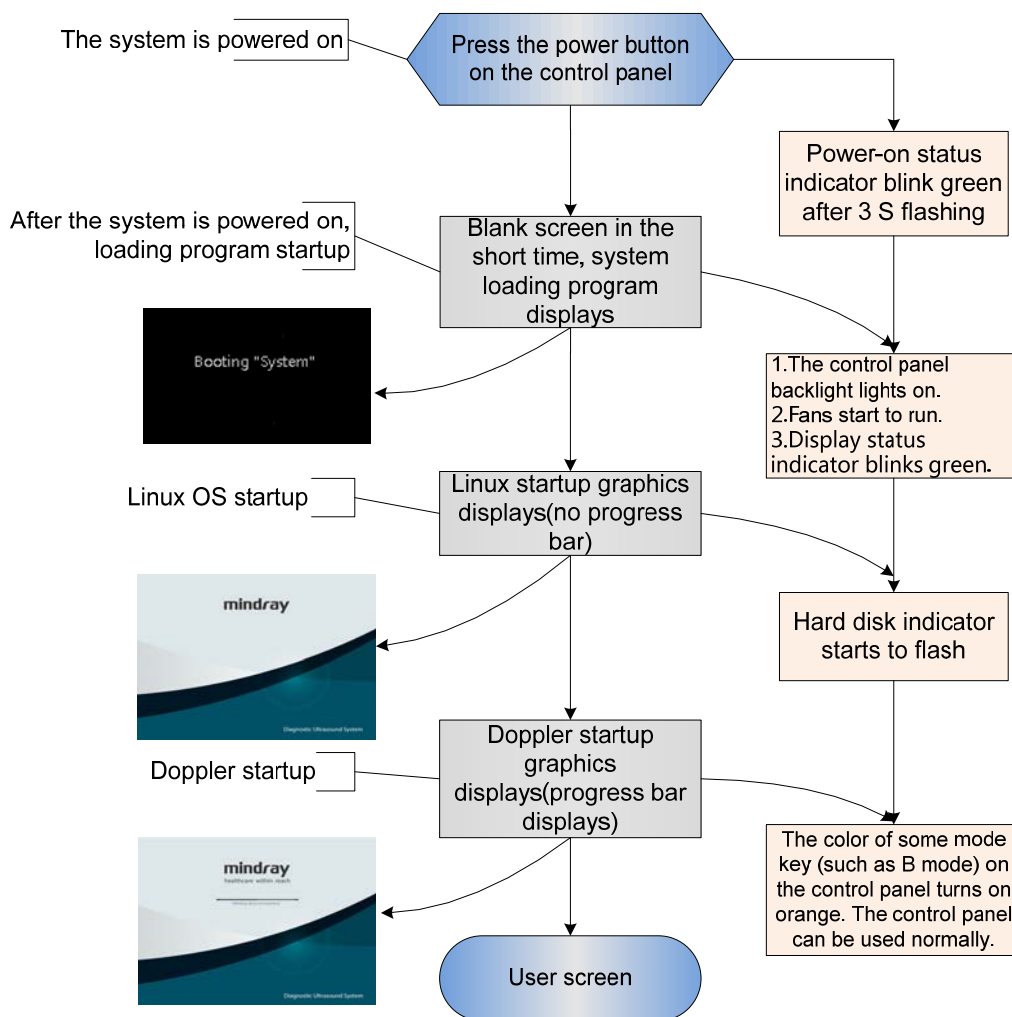 The system is powered on
Press the power button
on the control panel
Power-on status
indicator blink green
after 3 S flashing
After the system is powered on,
loading program startup
Blank screen in the
short time, system
loading program
displays
Booting "System"
1.The control panel
backlight lights on.
2.Fans start to run.
3.Display status
indicator blinks green.
Linux OS startup
Linux startup graphics
displays(no progress
bar)
mindray
Diagnostic Ultrasound System
Hard disk indicator
starts to flash
Doppler startup
Doppler startup
graphics
displays(progress bar
displays)
mindray
healthcare within reach
Diagnostic Ultrasound System
The color of some mode
key (such as B mode) on
the control panel turns on
orange. The control panel
can be used normally.
User screen